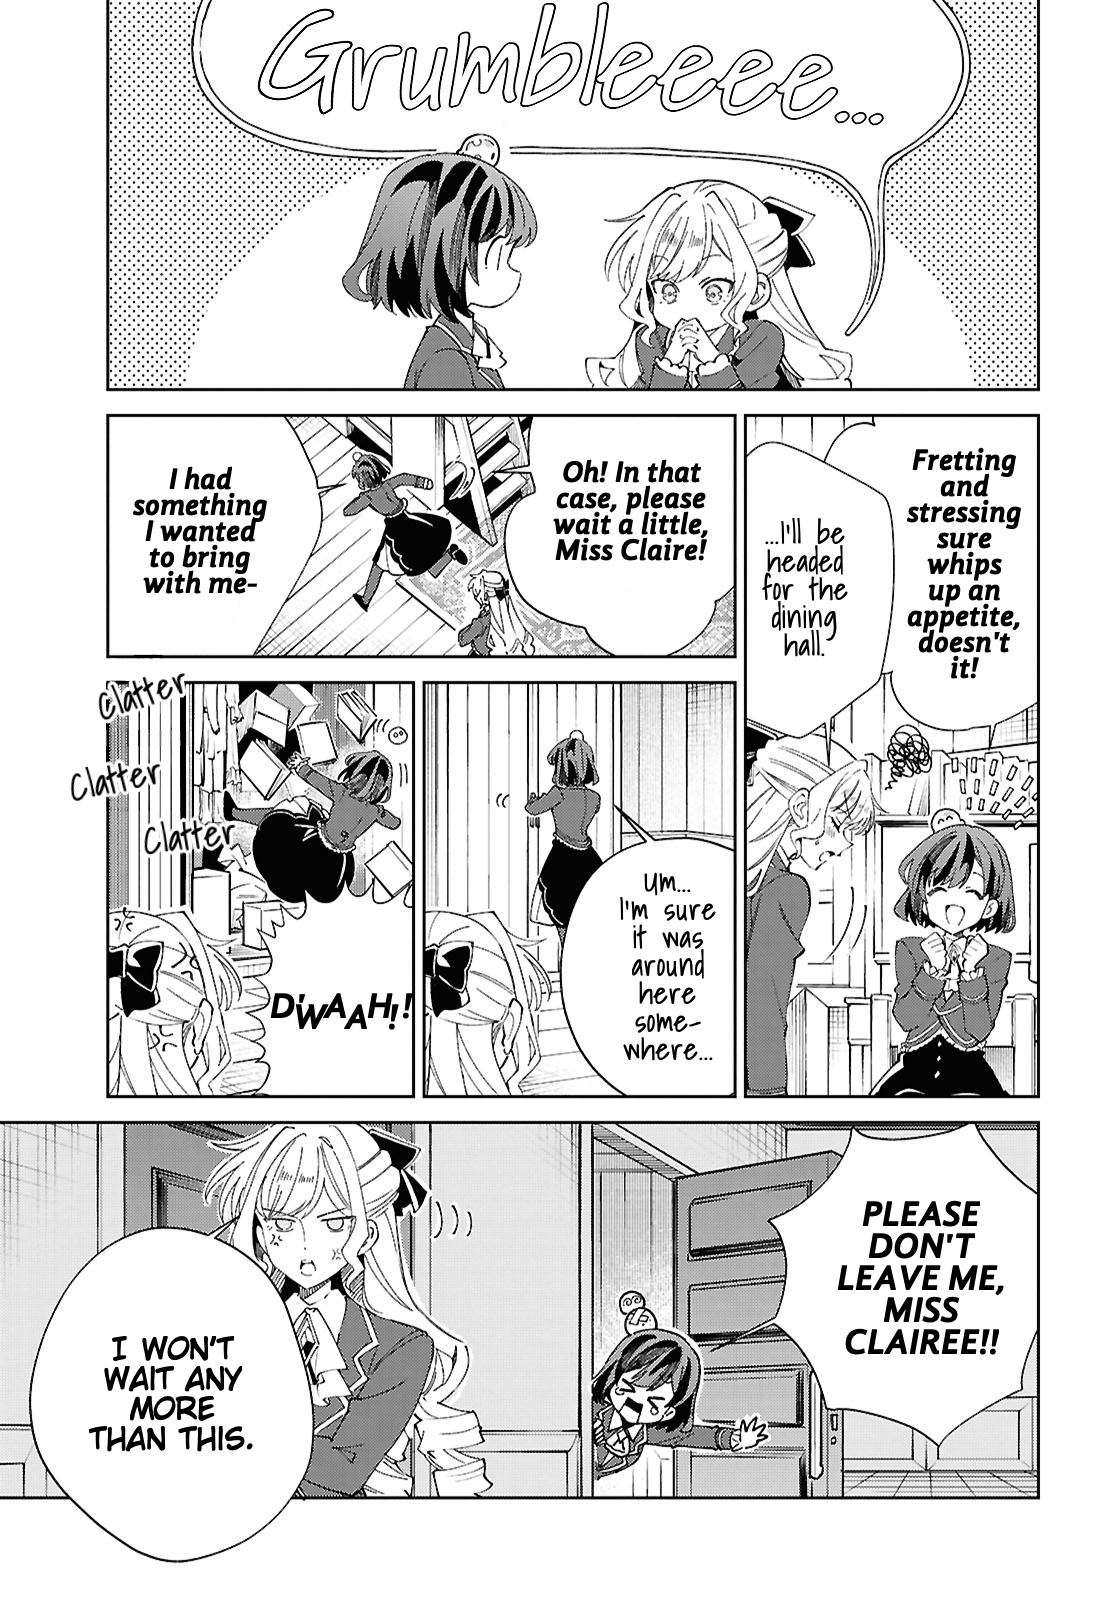 Grumbleeeee...
Fretting
and
stressing
sure
whips
up an
appetite,
doesn't
it!
...I'll be
headed
for the
dining
hall.
Oh! In that
case, please
wait a little,
Miss Claire!
I had
something
I wanted
to bring
with me-
Um...
I'm sure
it was
around
here
some-
where...
Clatter
Clatter
Clatter
D'WAAH!!
PLEASE
DON'T
LEAVE ME,
MISS
CLAIREE!!
I WON'T
WAIT ANY
MORE
THAN THIS.